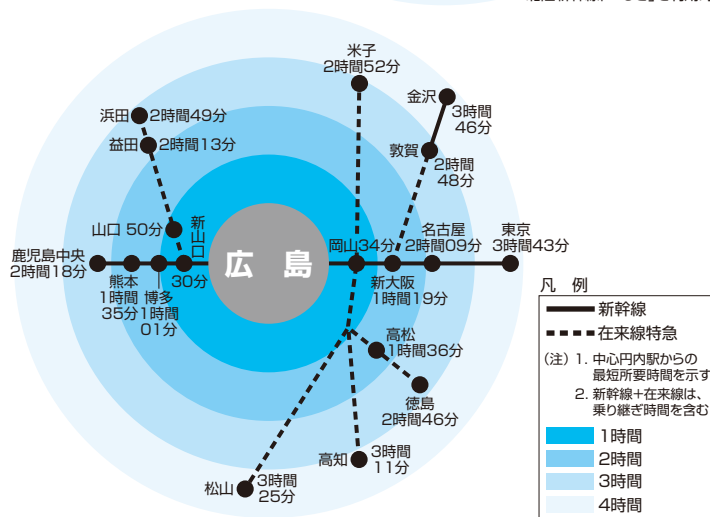 米子
2時間52分
金沢
3時間
46分
浜田 2時間49分
益田 2時間13分
敦賀
2時間
48分
山口 50分
新山口
30分
広島
岡山34分
新大阪
1時間19分
名古屋
2時間09分
東京
3時間43分
鹿児島中央
2時間18分
熊本
1時間
35分
博多
1時間
01分
高松
1時間36分
徳島
2時間46分
高知
3時間
11分
松山
3時間
25分
凡 例
新幹線
在来線特急
(注) 1. 中心円内駅からの
最短所要時間を示す
2. 新幹線+在来線は、
乗り継ぎ時間を含む
1時間
2時間
3時間
4時間